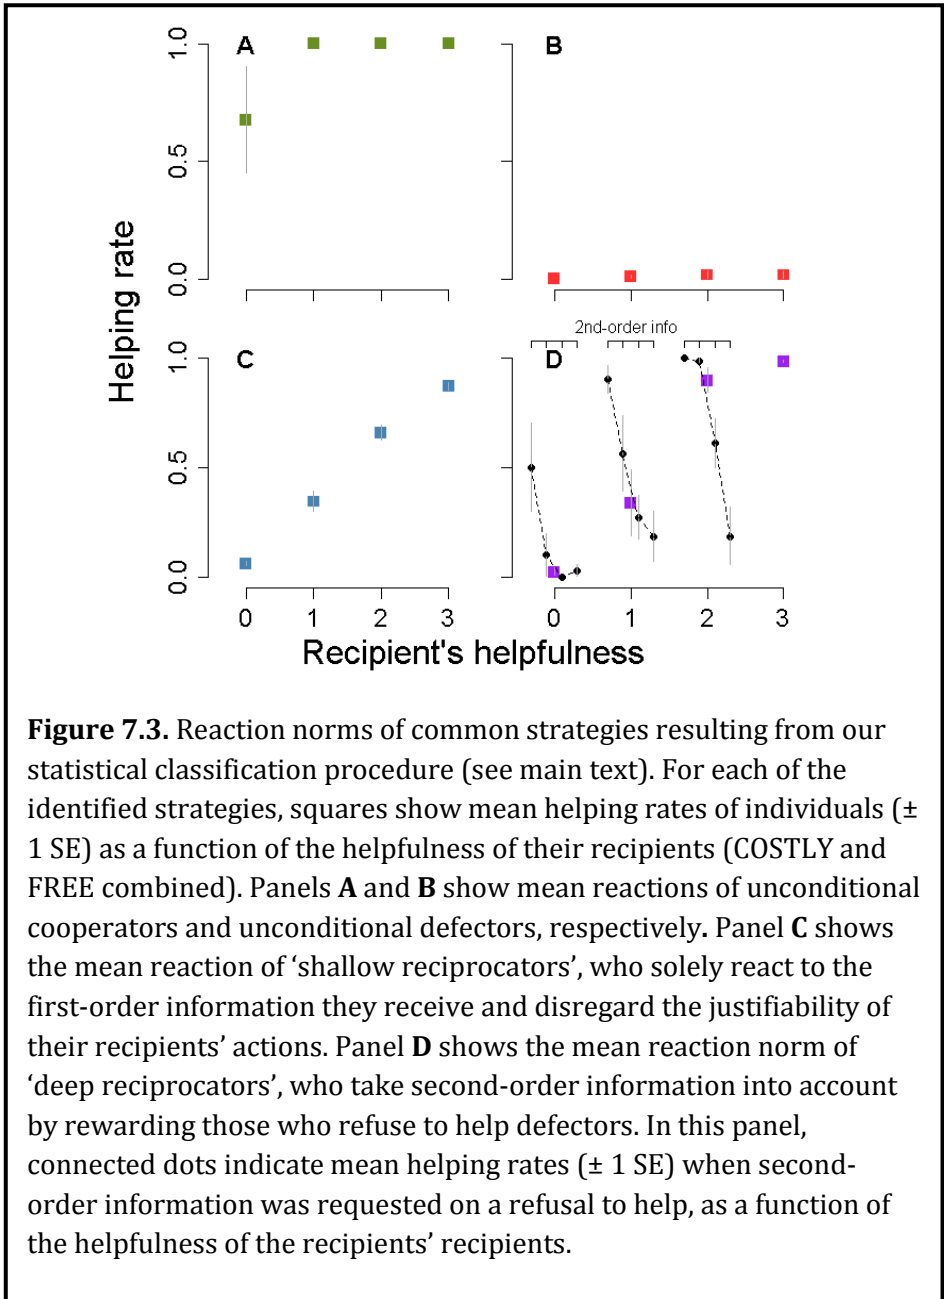 A
B
1.0
0.5
0.0
Helping rate
2nd-order info
C
D
1.0
0.5
0.0
0 1 2 3
0 1 2 3
Recipient's helpfulness
Figure 7.3. Reaction norms of common strategies resulting from our
statistical classification procedure (see main text). For each of the
identified strategies, squares show mean helping rates of individuals (±
1 SE) as a function of the helpfulness of their recipients (COSTLY and
FREE combined). Panels A and B show mean reactions of unconditional
cooperators and unconditional defectors, respectively. Panel C shows
the mean reaction of ‘shallow reciprocators’, who solely react to the
first-order information they receive and disregard the justifiability of
their recipients’ actions. Panel D shows the mean reaction norm of
‘deep reciprocators’, who take second-order information into account
by rewarding those who refuse to help defectors. In this panel,
connected dots indicate mean helping rates (± 1 SE) when second-
order information was requested on a refusal to help, as a function of
the helpfulness of the recipients’ recipients.